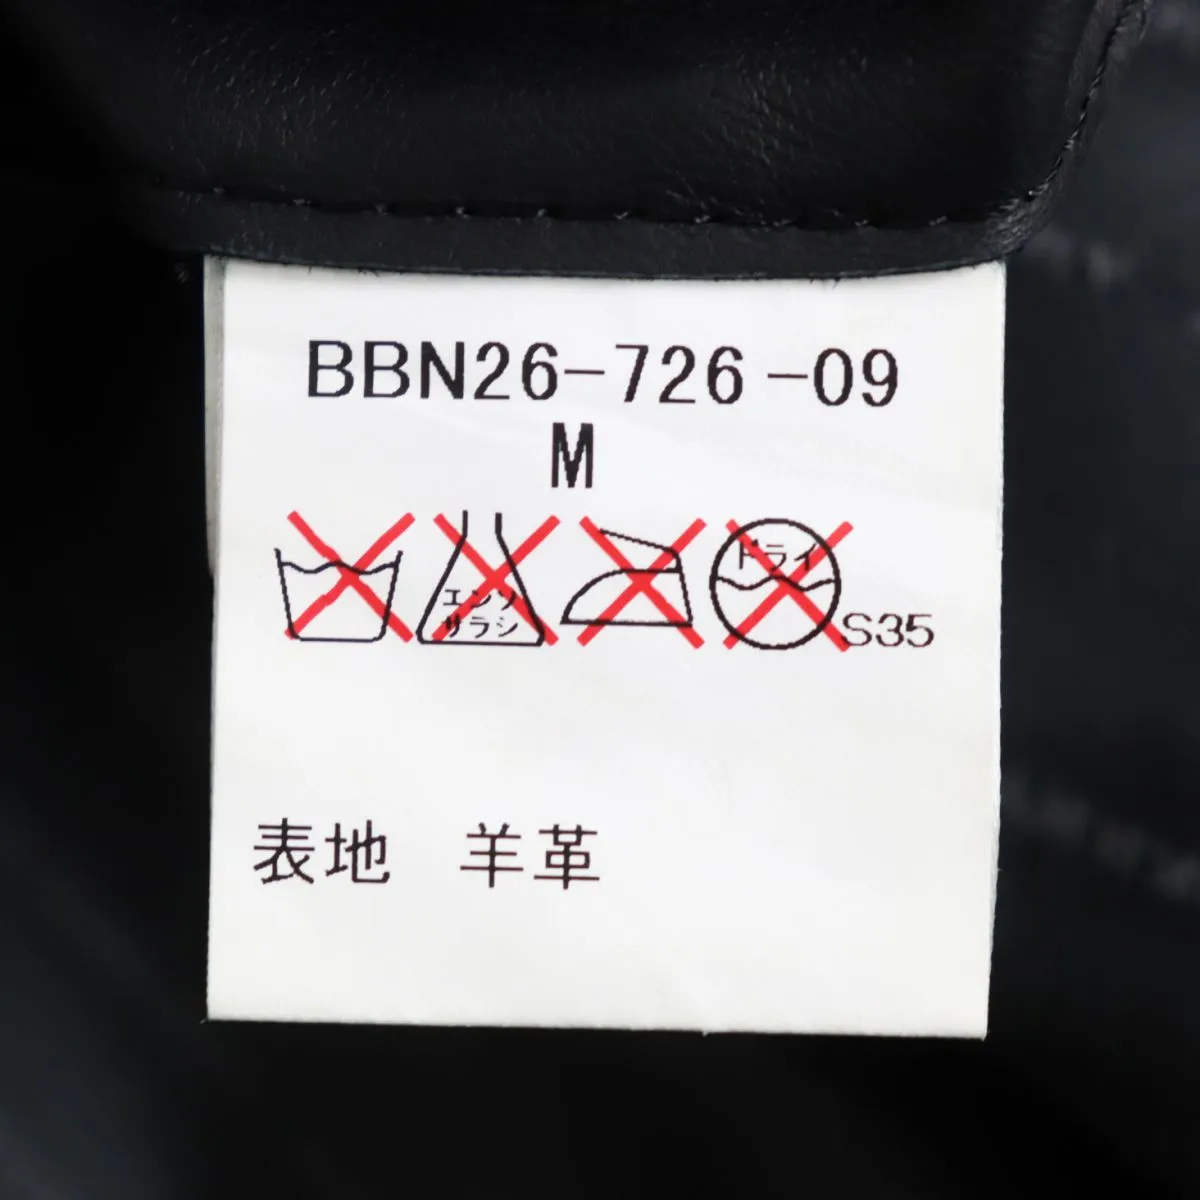 BBN26-726-09
M
エンソ
サラシ
ドライ
S35
表地 羊革